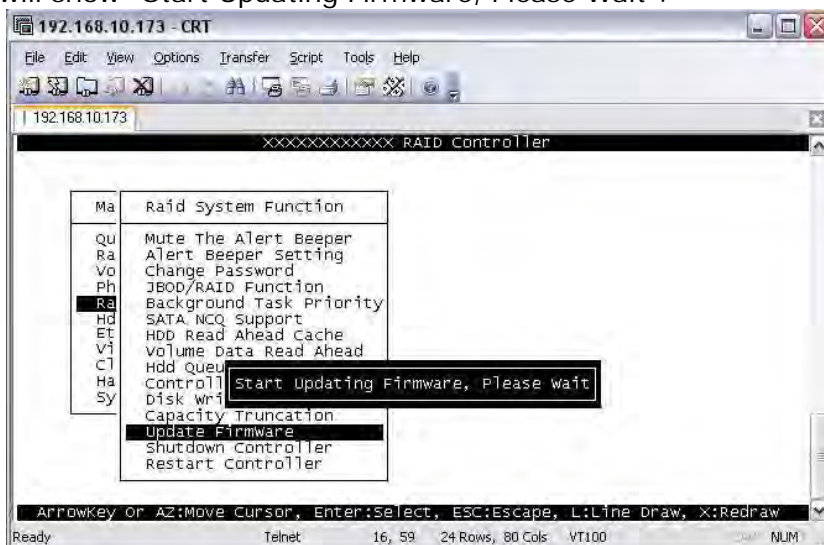 will show "Start Updating Firmware, Please Wait".
192.168.10.173 - CRT
File Edit View Options Transfer Script Tools Help
192.168.10.173
XXXXXXXXXXXX RAID Controller
Ma
Raid System Function
Qu
Mute The Alert Beeper
Ra
Alert Beeper Setting
Vo
Change Password
Ph
JBOD/RAID Function
Ra
Background Task Priority
Hd
SATA NCQ Support
Et
HDD Read Ahead Cache
Vi
Volume Data Read Ahead
Cl
Hdd Queu
Ha
Controll
Start Updating Firmware, Please Wait
Sy
Disk Wri
Capacity Truncation
Update Firmware
Shutdown Controller
Restart Controller
ArrowKey Or AZ:Move Cursor, Enter:Select, ESC:Escape, L:Line Draw, X:Redraw
Ready Telnet 16, 59 24 Rows, 80 Cols VT100 NUM